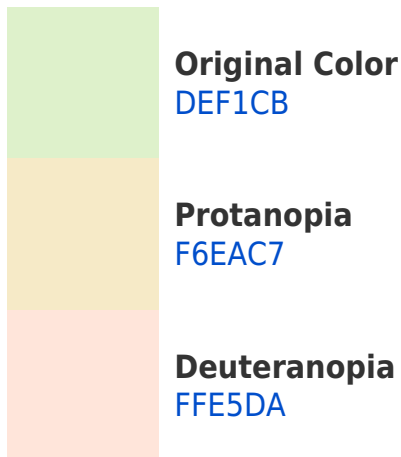 Original Color
DEF1CB
Protanopia
F6EAC7
Deuteranopia
FFE5DA